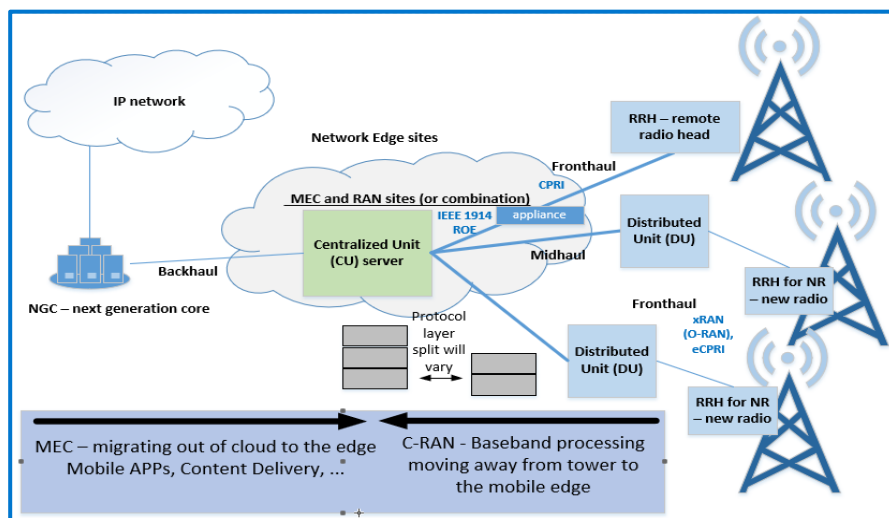 IP network
Network Edge sites
RRH – remote
radio head
Fronthaul
CPRI
MEC and RAN sites (or combination)
IEEE 1914
ROE
appliance
Centralized Unit
(CU) server
Distributed
Unit (DU)
Midhaul
Backhaul
NGC – next generation core
RRH for NR
– new radio
Fronthaul
xRAN
(O-RAN),
eCPRI
Protocol
layer
split will
vary
Distributed
Unit (DU)
RRH for NR
– new radio
MEC – migrating out of cloud to the edge
Mobile APPs, Content Delivery, ...
C-RAN - Baseband processing
moving away from tower to
the mobile edge